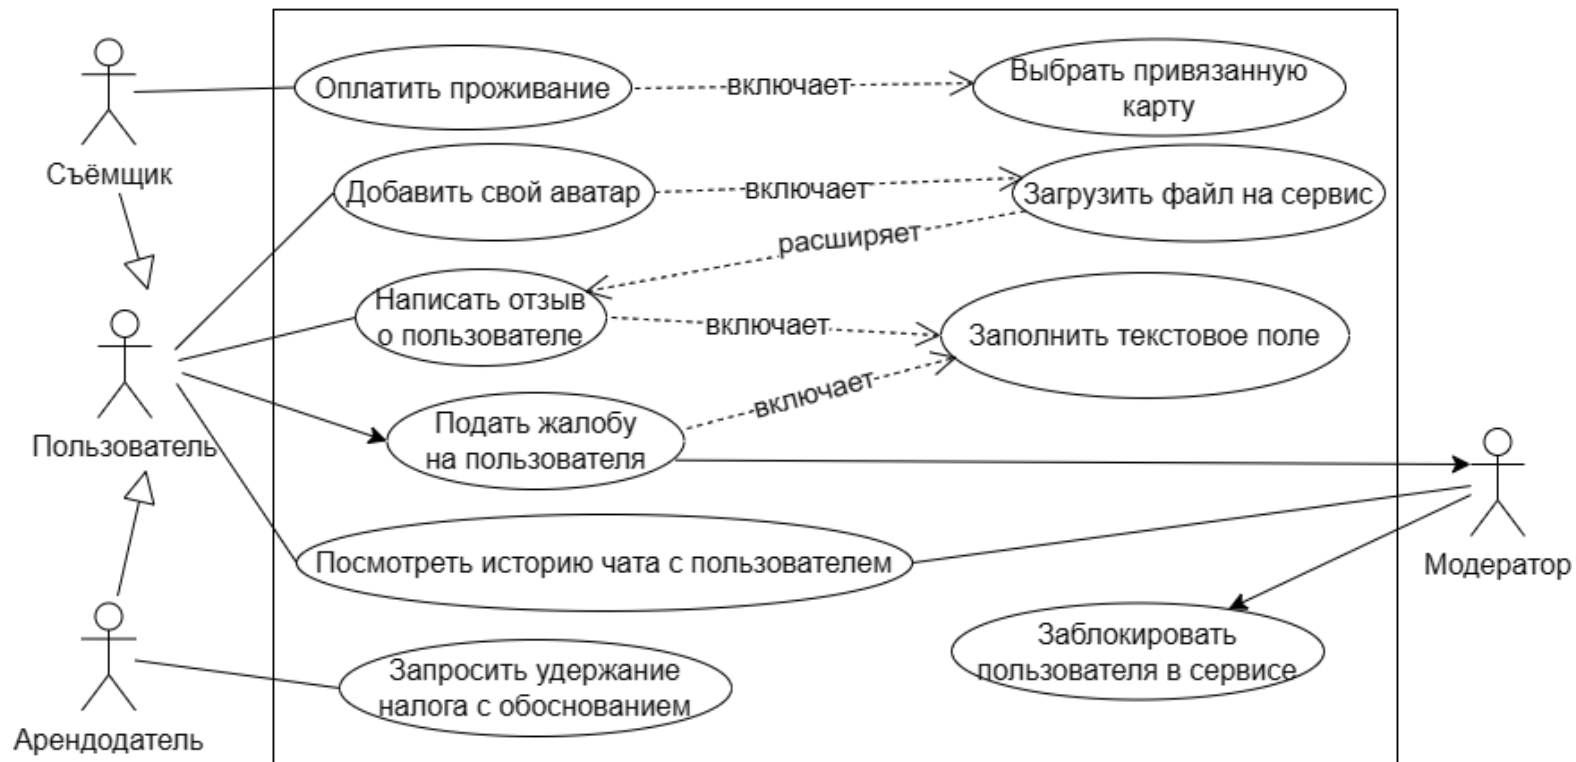 Оплатить проживание
включает
Выбрать привязанную
карту
Съёмщик
Добавить свой аватар
включает
Загрузить файл на сервис
расширяет
Написать отзыв
о пользователе
включает
Заполнить текстовое поле
Пользователь
Подать жалобу
на пользователя
включает
Посмотреть историю чата с пользователем
Модератор
Заблокировать
пользователя в сервисе
Запросить удержание
налога с обоснованием
Арендодатель